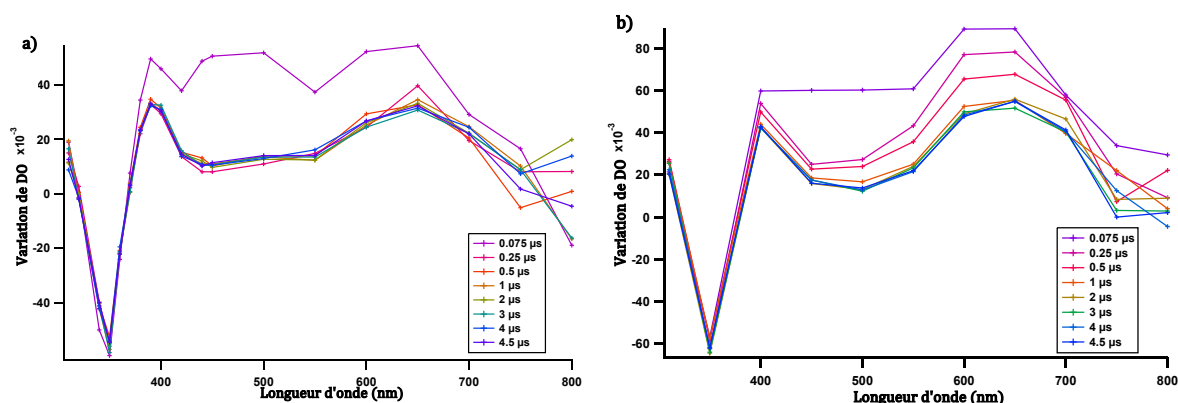 a)
Variation de DO x10⁻³
40
20
0
-20
-40
400
500
600
700
800
Longueur d'onde (nm)
0.075 µs
0.25 µs
0.5 µs
1 µs
2 µs
3 µs
4 µs
4.5 µs
b)
Variation de DO x10⁻³
80
60
40
20
0
-20
-40
-60
400
500
600
700
800
Longueur d'onde (nm)
0.075 µs
0.25 µs
0.5 µs
1 µs
2 µs
3 µs
4 µs
4.5 µs